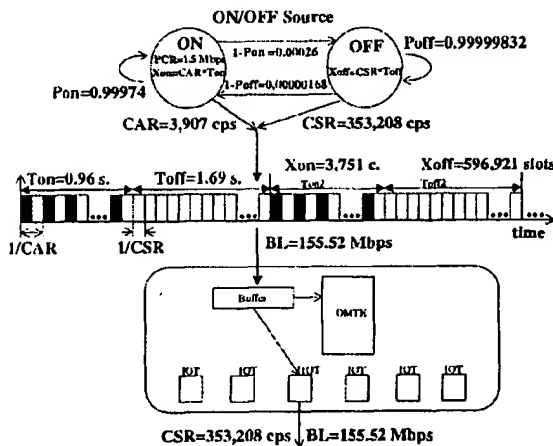 ON/OFF Source
ON
PCR=1.5 Mbps
Xon=CAR*Ton
1-Pon=0.00026
OFF
Xoff=CSR*Toff
Poff=0.99999832
1-Poff=0,00000168
Pon=0.99974
CAR=3,907 cps
CSR=353,208 cps
Ton=0.96 s.
Toff=1.69 s.
Xon=3,751 c.
Xoff=596,921 slots
Ton2
Toff2
time
1/CAR
1/CSR
BL=155.52 Mbps
Buffer
DMTK
IOT IOT IOT IOT IOT IOT
CSR=353,208 cps
BL=155.52 Mbps